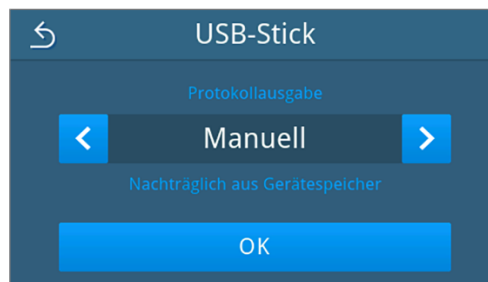 USB-Stick
Protokollausgabe
Manuell
Nachträglich aus Gerätespeicher
OK